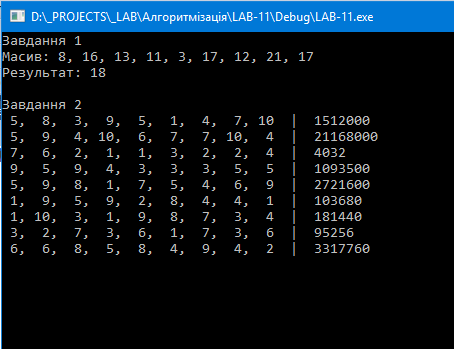 D:\_PROJECTS\_LAB\Алгоритмізація\LAB-11\Debug\LAB-11.exe
Завдання 1
Масив: 8, 16, 13, 11, 3, 17, 12, 21, 17
Результат: 18
Завдання 2
5, 8, 3, 9, 5, 1, 4, 7, 10 | 1512000
5, 9, 4, 10, 6, 7, 7, 10, 4 | 21168000
7, 6, 2, 1, 1, 3, 2, 2, 4 | 4032
9, 5, 9, 4, 3, 3, 3, 5, 5 | 1093500
5, 9, 8, 1, 7, 5, 4, 6, 9 | 2721600
1, 9, 5, 9, 2, 8, 4, 4, 1 | 103680
1, 10, 3, 1, 9, 8, 7, 3, 4 | 181440
3, 2, 7, 3, 6, 1, 7, 3, 6 | 95256
6, 6, 8, 5, 8, 4, 9, 4, 2 | 3317760